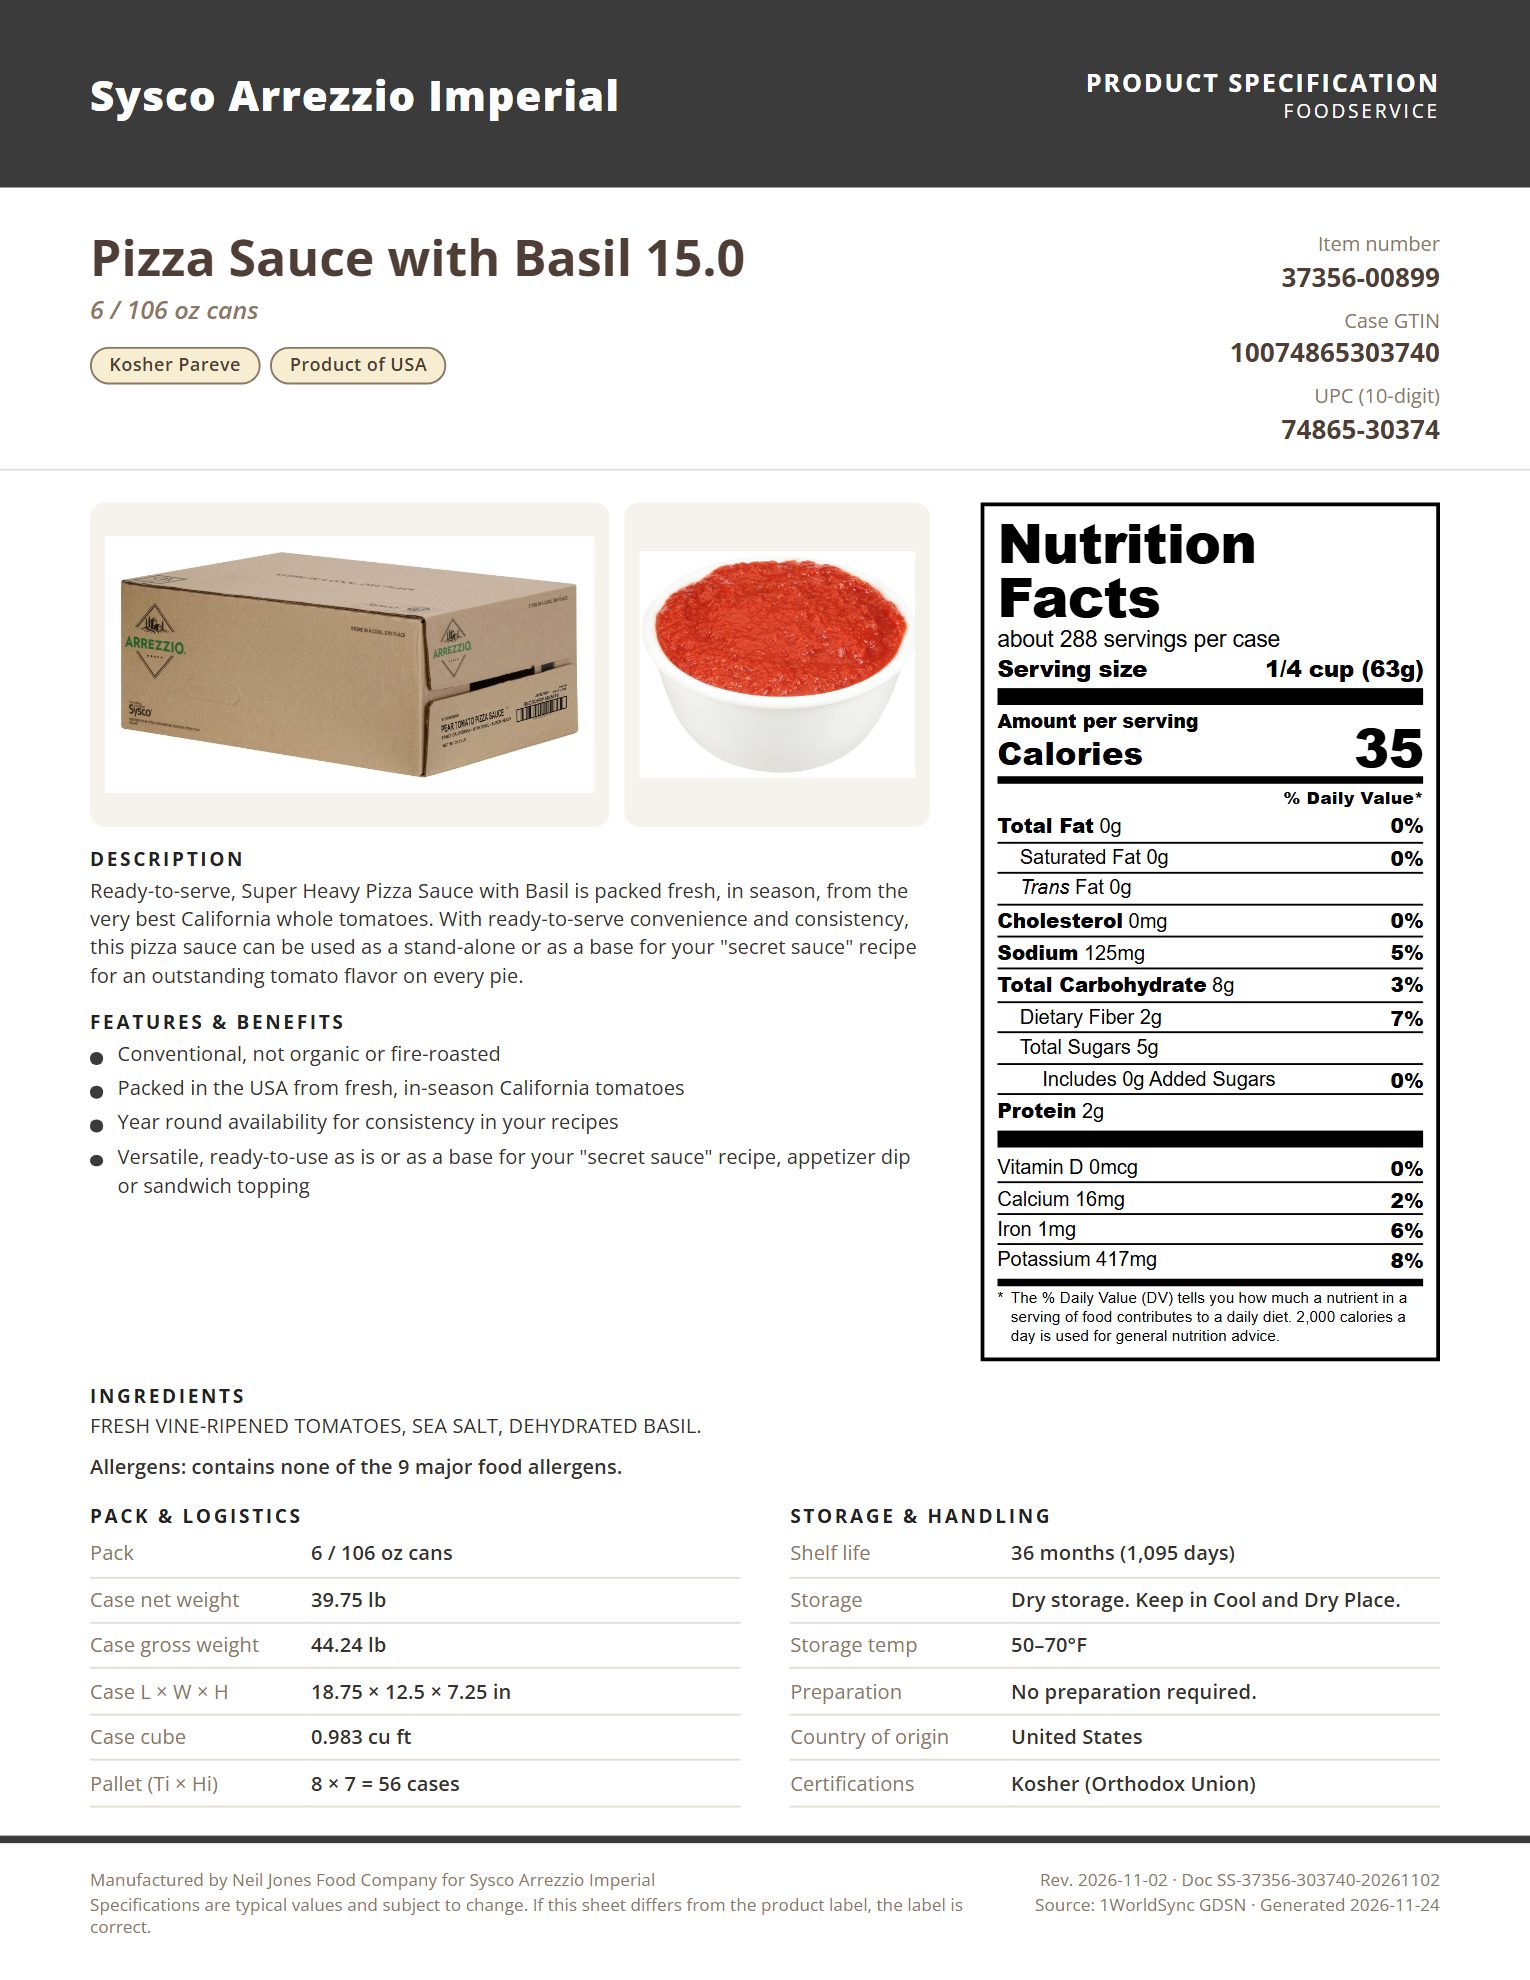 Sysco Arrezzio Imperial
PRODUCT SPECIFICATION
FOODSERVICE
Pizza Sauce with Basil 15.0
6 / 106 oz cans
Kosher Pareve
Product of USA
Item number
37356-00899
Case GTIN
10074865303740
UPC (10-digit)
74865-30374
ARREZZIO
STORE IN A COOL, DRY PLACE
ARREZZIO
Sysco
PEAR TOMATO PIZZA SAUCE
DESCRIPTION
Ready-to-serve, Super Heavy Pizza Sauce with Basil is packed fresh, in season, from the
very best California whole tomatoes. With ready-to-serve convenience and consistency,
this pizza sauce can be used as a stand-alone or as a base for your "secret sauce" recipe
for an outstanding tomato flavor on every pie.
FEATURES & BENEFITS
Conventional, not organic or fire-roasted
Packed in the USA from fresh, in-season California tomatoes
Year round availability for consistency in your recipes
Versatile, ready-to-use as is or as a base for your "secret sauce" recipe, appetizer dip
or sandwich topping
Nutrition
Facts
about 288 servings per case
Serving size 1/4 cup (63g)
Amount per serving
Calories 35
% Daily Value*
Total Fat 0g 0%
Saturated Fat 0g 0%
Trans Fat 0g
Cholesterol 0mg 0%
Sodium 125mg 5%
Total Carbohydrate 8g 3%
Dietary Fiber 2g 7%
Total Sugars 5g
Includes 0g Added Sugars 0%
Protein 2g
Vitamin D 0mcg 0%
Calcium 16mg 2%
Iron 1mg 6%
Potassium 417mg 8%
* The % Daily Value (DV) tells you how much a nutrient in a
serving of food contributes to a daily diet. 2,000 calories a
day is used for general nutrition advice.
INGREDIENTS
FRESH VINE-RIPENED TOMATOES, SEA SALT, DEHYDRATED BASIL.
Allergens: contains none of the 9 major food allergens.
PACK & LOGISTICS
Pack 6 / 106 oz cans
Case net weight 39.75 lb
Case gross weight 44.24 lb
Case L × W × H 18.75 × 12.5 × 7.25 in
Case cube 0.983 cu ft
Pallet (Ti × Hi) 8 × 7 = 56 cases
STORAGE & HANDLING
Shelf life 36 months (1,095 days)
Storage Dry storage. Keep in Cool and Dry Place.
Storage temp 50–70°F
Preparation No preparation required.
Country of origin United States
Certifications Kosher (Orthodox Union)
Manufactured by Neil Jones Food Company for Sysco Arrezzio Imperial
Specifications are typical values and subject to change. If this sheet differs from the product label, the label is
correct.
Rev. 2026-11-02 · Doc SS-37356-303740-20261102
Source: 1WorldSync GDSN · Generated 2026-11-24